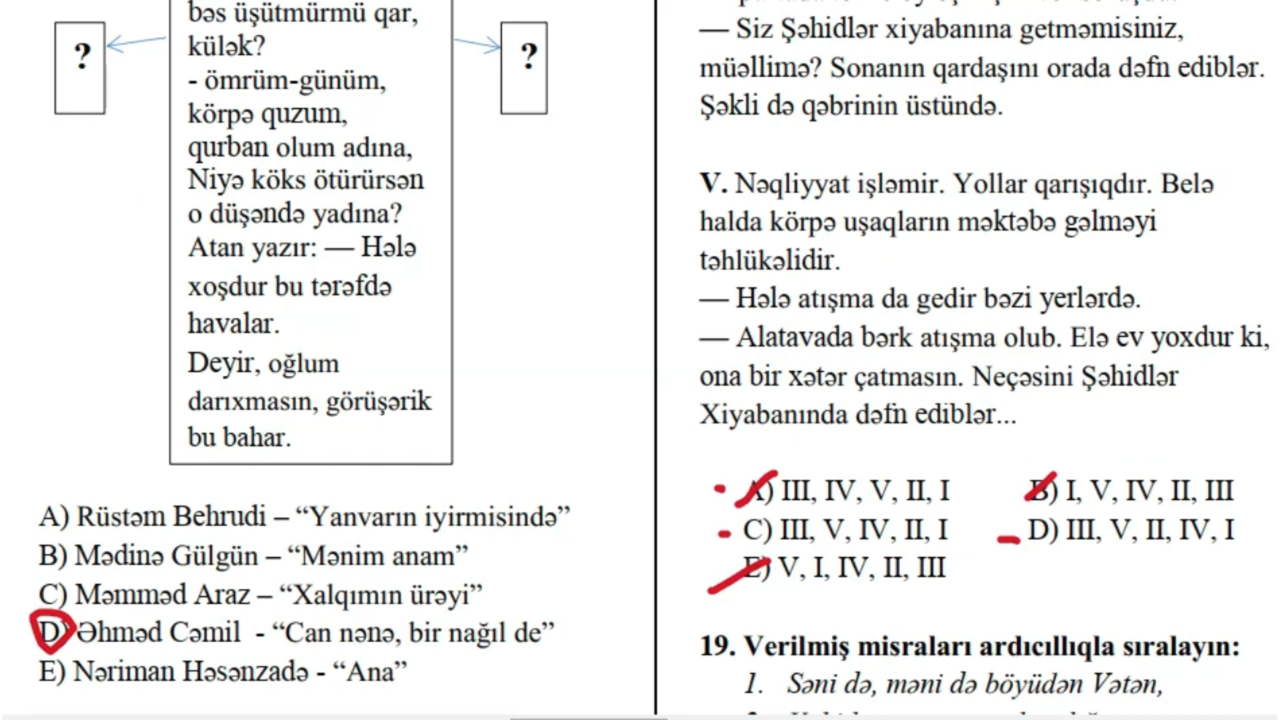 ?
bəs üşütmürmü qar,
külək?
- ömrüm-günüm,
körpə quzum,
qurban olum adına,
Niyə köks ötürürsən
o düşəndə yadına?
Atan yazır: — Hələ
xoşdur bu tərəfdə
havalar.
Deyir, oğlum
darıxmasın, görüşərik
bu bahar.
?
A) Rüstəm Behrudi – “Yanvarın iyirmisində”
B) Mədinə Gülgün – “Mənim anam”
C) Məmməd Araz – “Xalqımın ürəyi”
D) Əhməd Cəmil - “Can nənə, bir nağıl de”
E) Nəriman Həsənzadə - “Ana”
— Siz Şəhidlər xiyabanına getməmisiniz,
müəllimə? Sonanın qardaşını orada dəfn ediblər.
Şəkli də qəbrinin üstündə.
V. Nəqliyyat işləmir. Yollar qarışıqdır. Belə
halda körpə uşaqların məktəbə gəlməyi
təhlükəlidir.
— Hələ atışma da gedir bəzi yerlərdə.
— Alatavada bərk atışma olub. Elə ev yoxdur ki,
ona bir xətər çatmasın. Neçəsini Şəhidlər
Xiyabanında dəfn ediblər...
A) III, IV, V, II, I B) I, V, IV, II, III
C) III, V, IV, II, I D) III, V, II, IV, I
E) V, I, IV, II, III
19. Verilmiş misraları ardıcıllıqla sıralayın:
1. Səni də, məni də böyüdən Vətən,